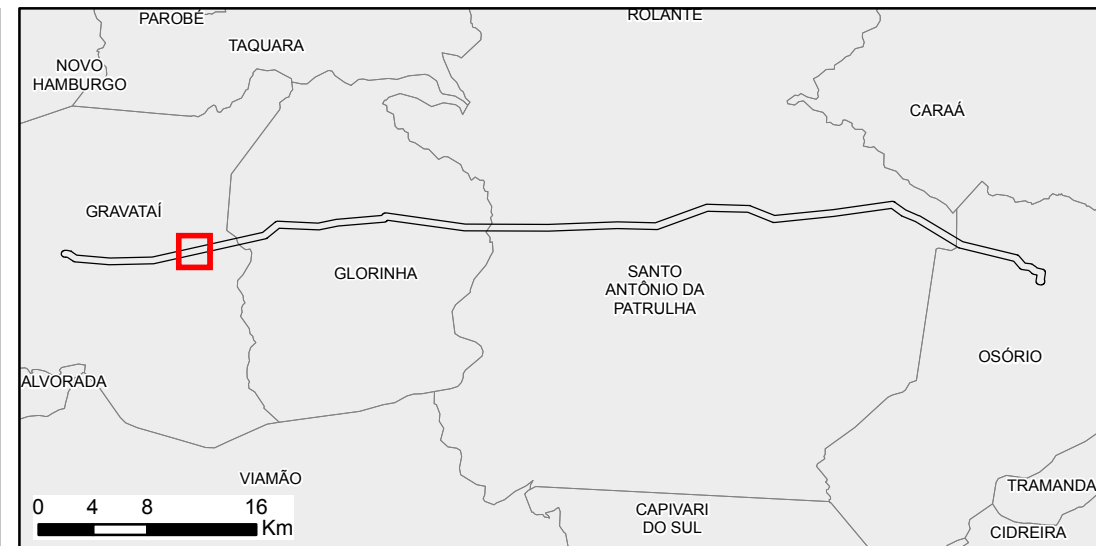 PAROBÉ
ROLANTE
TAQUARA
NOVO
HAMBURGO
CARAÁ
GRAVATAÍ
GLORINHA
SANTO
ANTÔNIO DA
PATRULHA
OSÓRIO
ALVORADA
VIAMÃO
TRAMANDA
CAPIVARI
DO SUL
CIDREIRA
0 4 8 16
Km